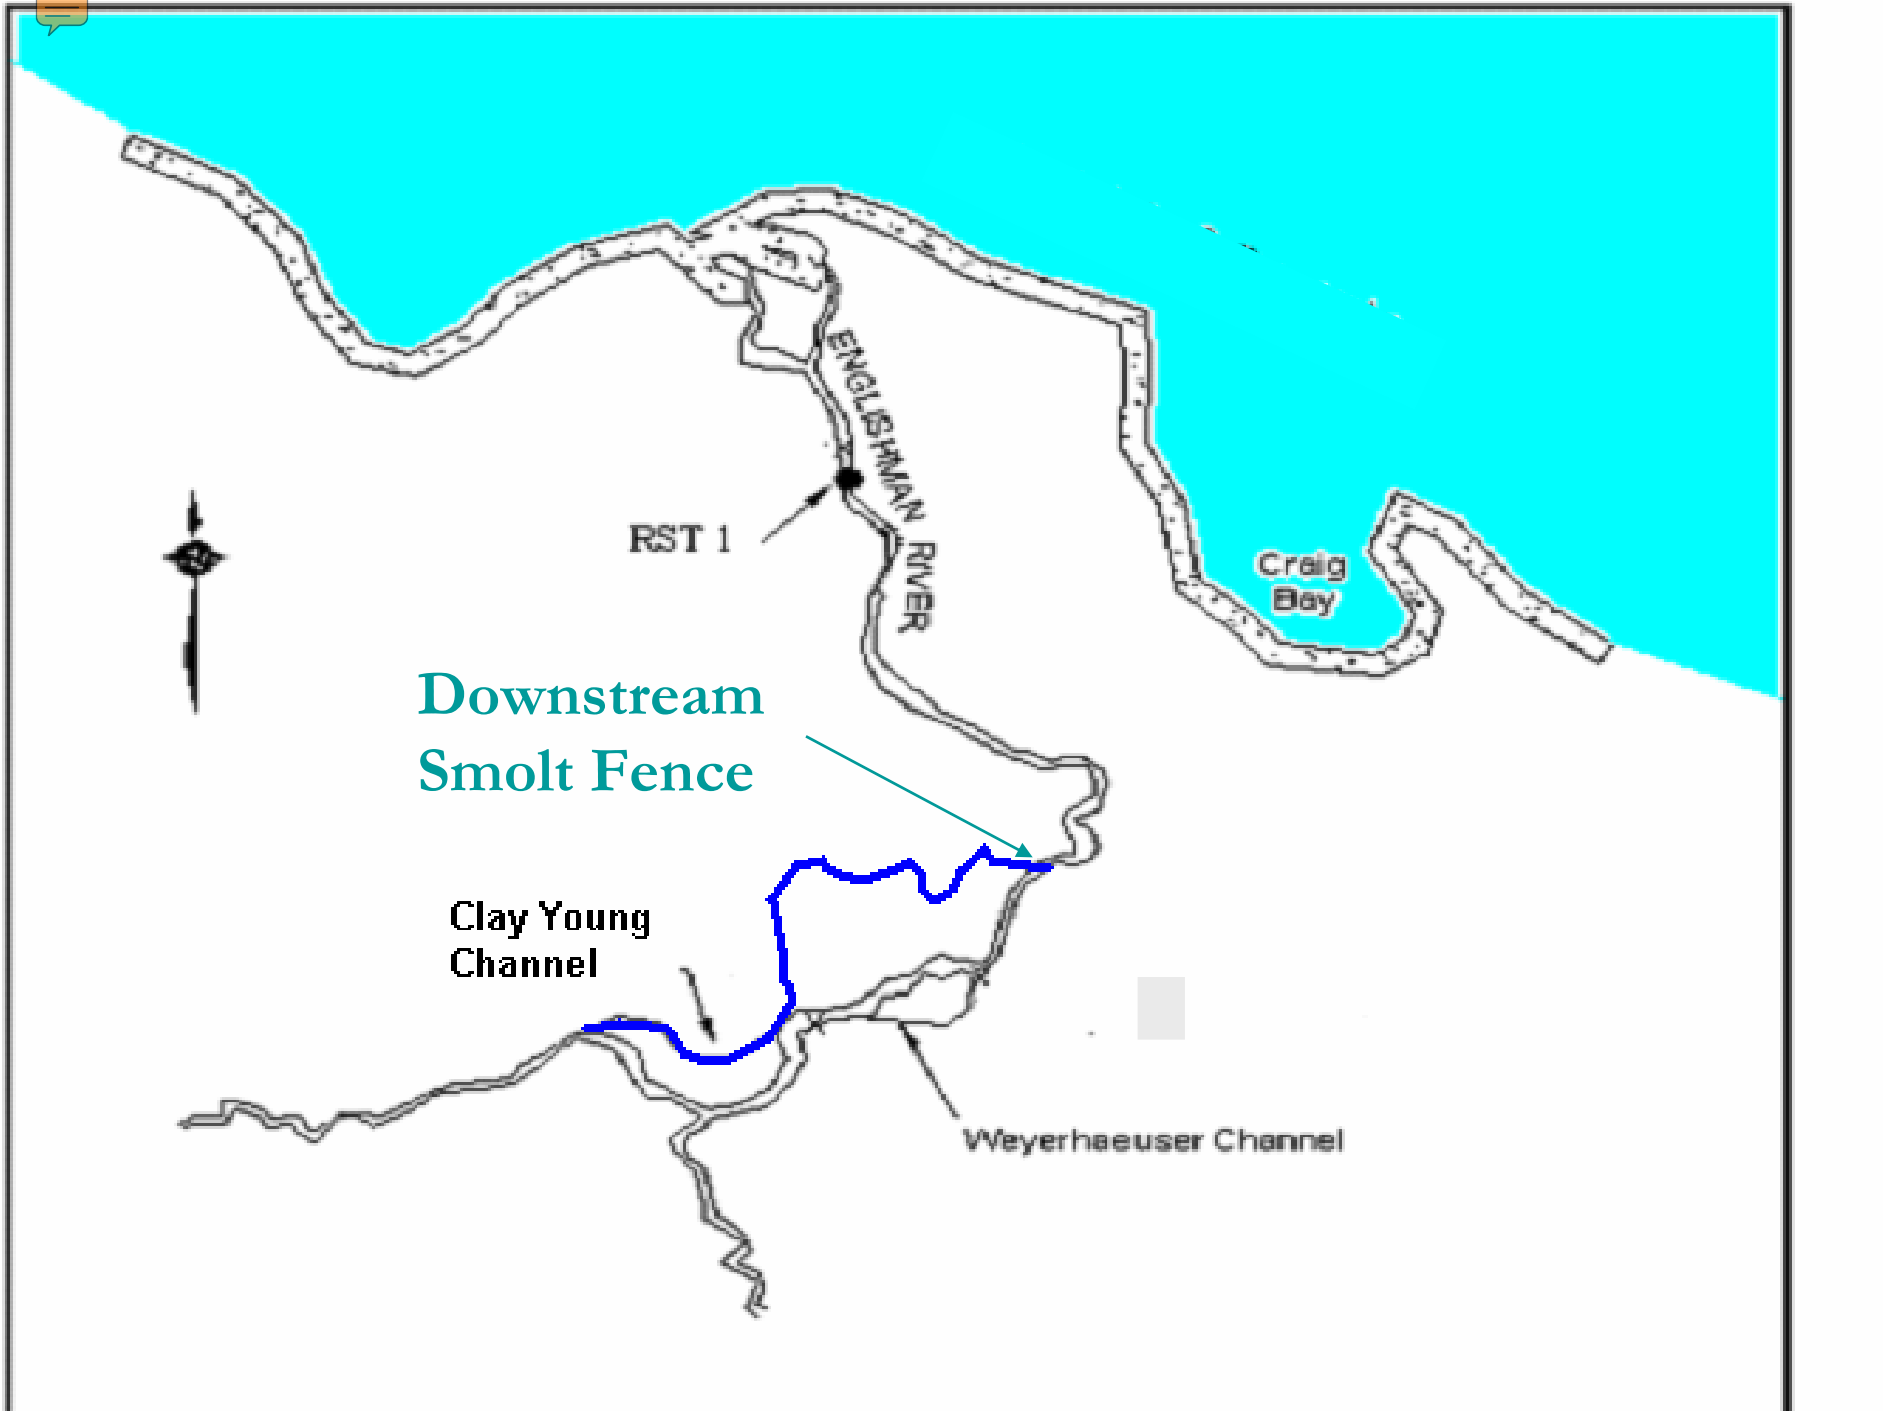 ENGLISHMAN RIVER
RST 1
Craig
Bay
Downstream
Smolt Fence
Clay Young
Channel
Weyerhaeuser Channel